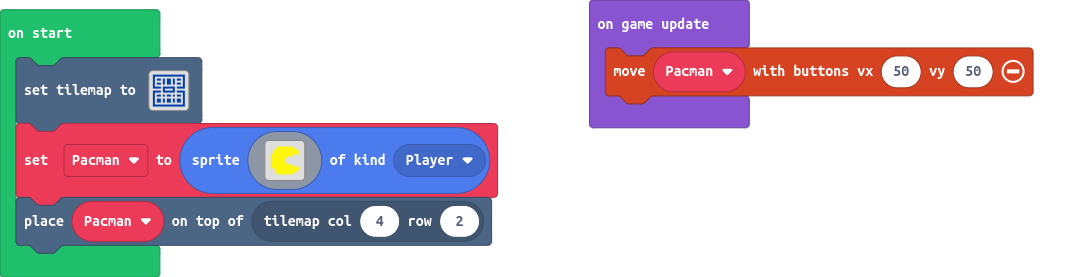 on start
set tilemap to
set Pacman to sprite of kind Player
place Pacman on top of tilemap col 4 row 2
on game update
move Pacman with buttons vx 50 vy 50